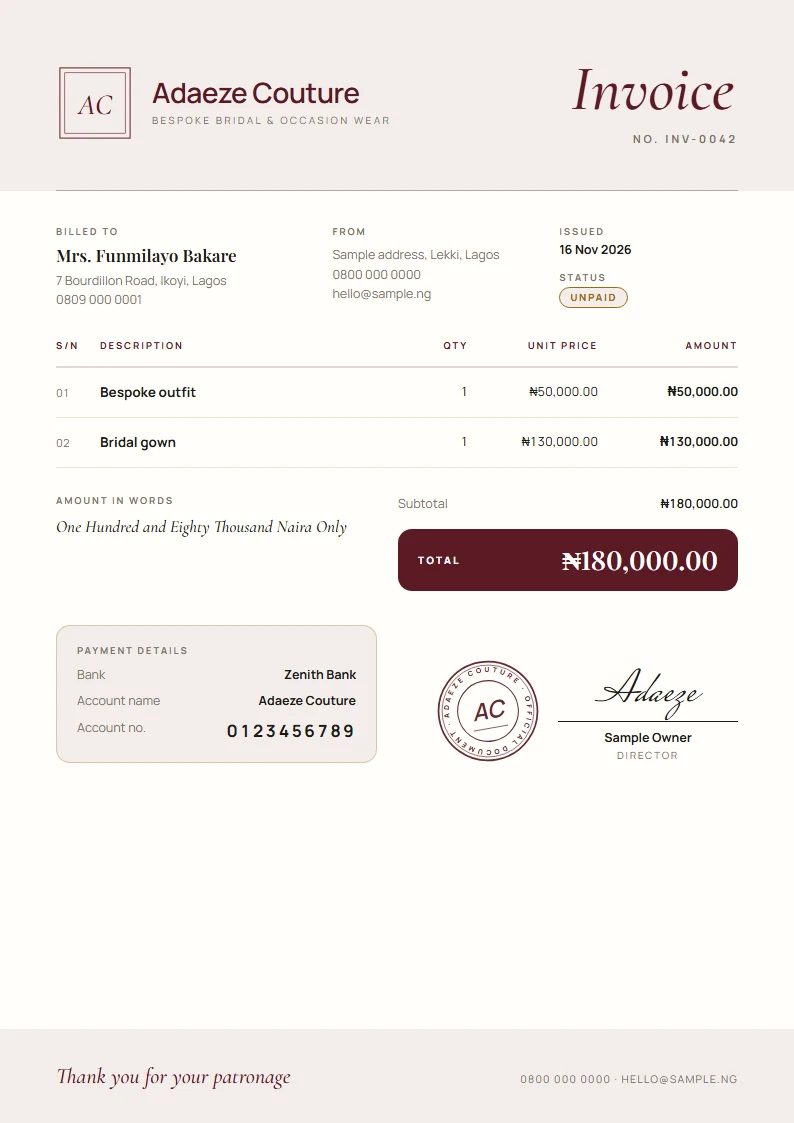 AC
Adaeze Couture
BESPOKE BRIDAL & OCCASION WEAR
Invoice
NO. INV-0042
BILLED TO
Mrs. Funmilayo Bakare
7 Bourdillon Road, Ikoyi, Lagos
0809 000 0001
FROM
Sample address, Lekki, Lagos
0800 000 0000
hello@sample.ng
ISSUED
16 Nov 2026
STATUS
UNPAID
S/N DESCRIPTION QTY UNIT PRICE AMOUNT
01 Bespoke outfit 1 ₦50,000.00 ₦50,000.00
02 Bridal gown 1 ₦130,000.00 ₦130,000.00
AMOUNT IN WORDS
One Hundred and Eighty Thousand Naira Only
Subtotal ₦180,000.00
TOTAL ₦180,000.00
PAYMENT DETAILS
Bank Zenith Bank
Account name Adaeze Couture
Account no. 0123456789
ADAEZE COUTURE · OFFICIAL DOCUMENT ·
AC
Adaeze
Sample Owner
DIRECTOR
Thank you for your patronage
0800 000 0000 · HELLO@SAMPLE.NG